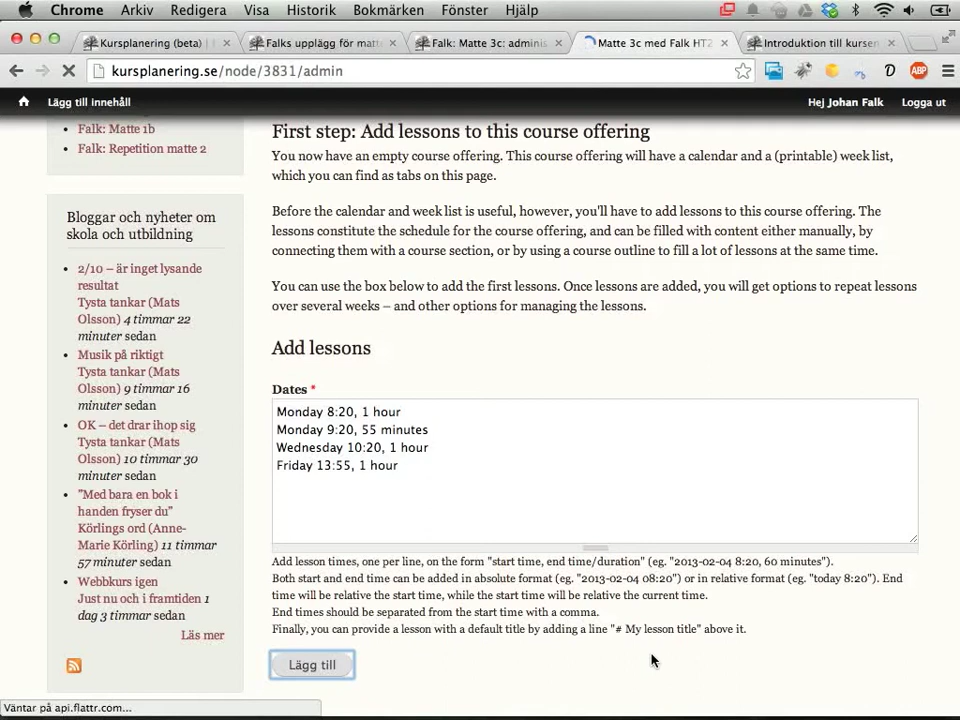 Chrome Arkiv Redigera Visa Historik Bokmärken Fönster Hjälp
Kursplanering (beta) |
Falks upplägg för mat
Falk: Matte 3c: adminis
Matte 3c med Falk HT
Introduktion till kursen
kursplanering.se/node/3831/admin
Lägg till innehåll
Hej Johan Falk Logga ut
Falk: Matte 1b
Falk: Repetition matte 2
Bloggar och nyheter om
skola och utbildning
2/10 – är inget lysande
resultat
Tysta tankar (Mats
Olsson) 4 timmar 22
minuter sedan
Musik på riktigt
Tysta tankar (Mats
Olsson) 9 timmar 16
minuter sedan
OK – det drar ihop sig
Tysta tankar (Mats
Olsson) 10 timmar 30
minuter sedan
"Med bara en bok i
handen fryser du"
Körlings ord (Anne-
Marie Körling) 11 timmar
57 minuter sedan
Webbkurs igen
Just nu och i framtiden 1
dag 3 timmar sedan
Läs mer
First step: Add lessons to this course offering
You now have an empty course offering. This course offering will have a calendar and a (printable) week list,
which you can find as tabs on this page.
Before the calendar and week list is useful, however, you'll have to add lessons to this course offering. The
lessons constitute the schedule for the course offering, and can be filled with content either manually, by
connecting them with a course section, or by using a course outline to fill a lot of lessons at the same time.
You can use the box below to add the first lessons. Once lessons are added, you will get options to repeat lessons
over several weeks – and other options for managing the lessons.
Add lessons
Dates *
Monday 8:20, 1 hour
Monday 9:20, 55 minutes
Wednesday 10:20, 1 hour
Friday 13:55, 1 hour
Add lesson times, one per line, on the form "start time, end time/duration" (eg. "2013-02-04 8:20, 60 minutes").
Both start and end time can be added in absolute format (eg. "2013-02-04 08:20") or in relative format (eg. "today 8:20"). End
time will be relative the start time, while the start time will be relative the current time.
End times should be separated from the start time with a comma.
Finally, you can provide a lesson with a default title by adding a line "# My lesson title" above it.
Lägg till
Väntar på api.flattr.com...